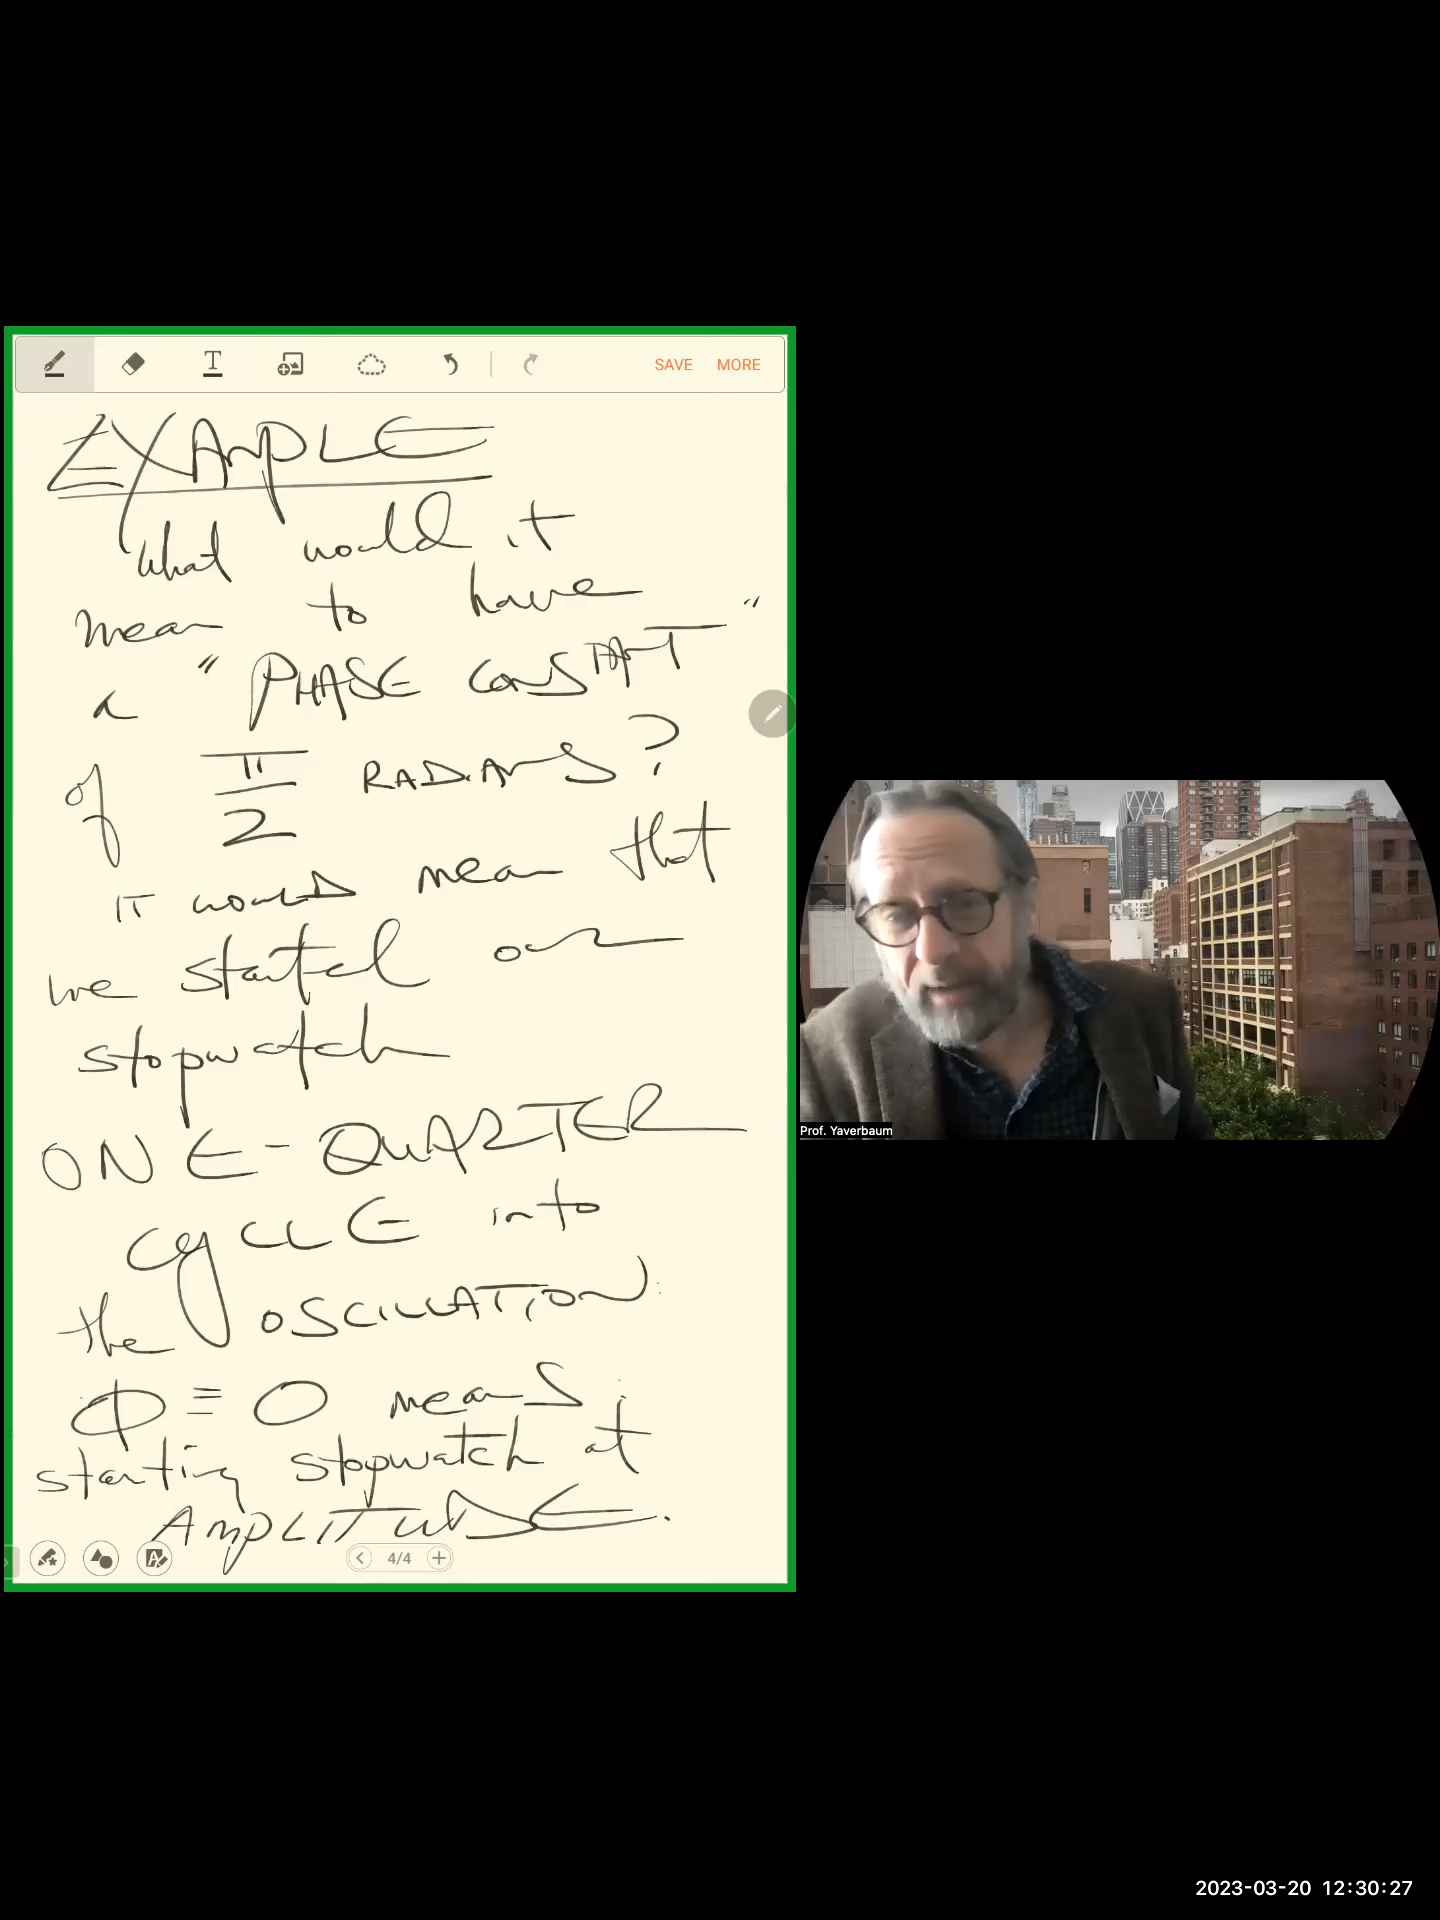 SAVE MORE
EXAMPLE
What would it
mean to have
a "PHASE CONSTANT"
of π/2 RADIANS?
IT WOULD mean that
we started our
stopwatch
ONE-QUARTER
CYCLE into
the OSCILLATION.
Φ ≡ 0 means
starting stopwatch at
AMPLITUDE.
4/4
Prof. Yaverbaum
2023-03-20 12:30:27